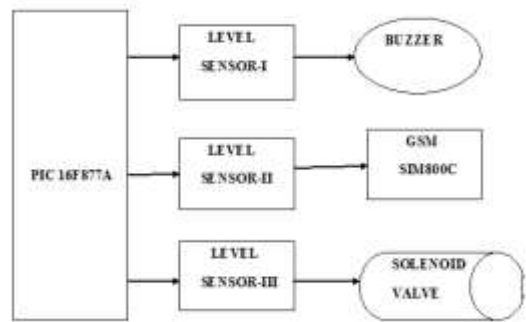 LEVEL
SENSOR-I
BUZZER
PIC 16F877A
LEVEL
SENSOR-II
GSM
SIM800C
LEVEL
SENSOR-III
SOLENOID
VALVE